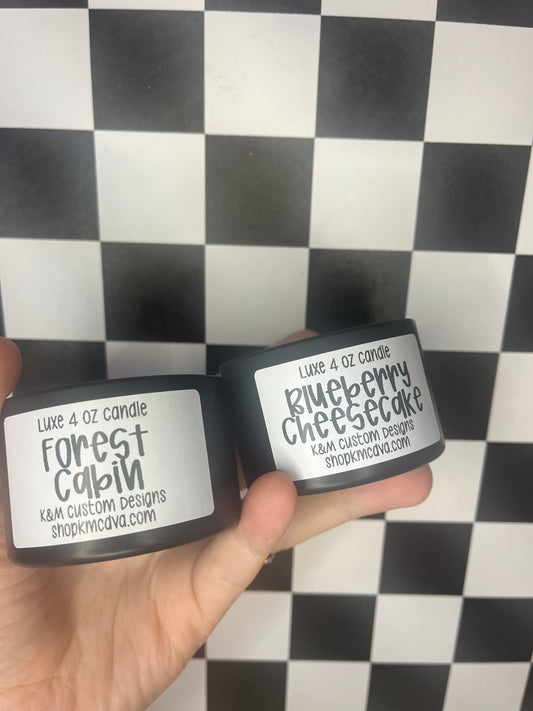 Luxe 4 oz Candle
Forest
Cabin
K&M Custom Designs
shopkmcdva.com
Luxe 4 oz Candle
Blueberry
Cheesecake
K&M Custom Designs
shopkmcdva.com